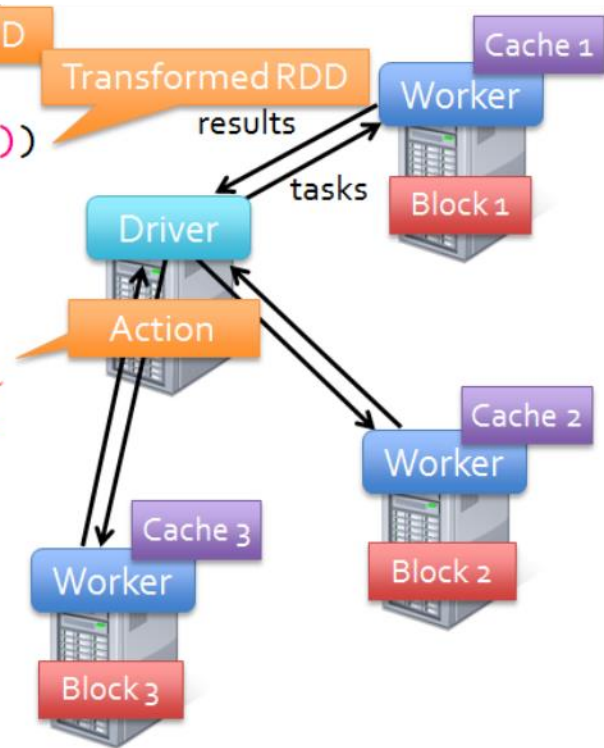 D
Cache 1
Transformed RDD
Worker
))
results
tasks
Block 1
Driver
Action
Cache 2
Worker
Cache 3
Block 2
Worker
Block 3